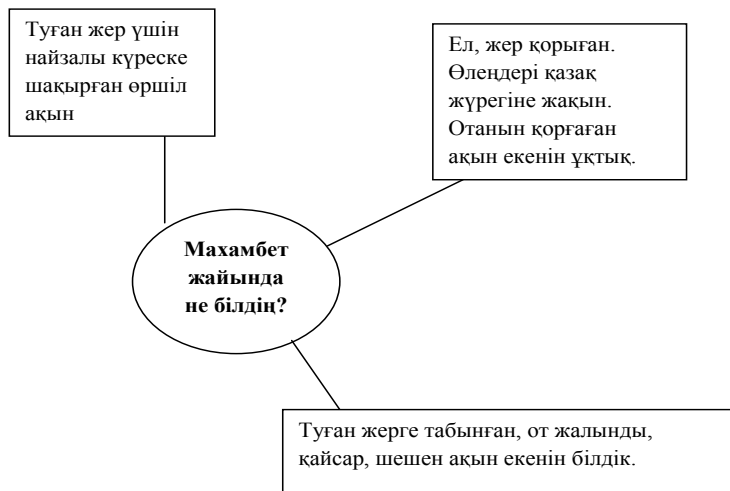 Туған жер үшін
найзалы күреске
шақырған өршіл
ақын
Ел, жер қорыған.
Өлеңдері қазақ
жүрегіне жақын.
Отанын қорғаған
ақын екенін ұқтық.
Махамбет
жайында
не білдің?
Туған жерге табынған, от жалынды,
қайсар, шешен ақын екенін білдік.